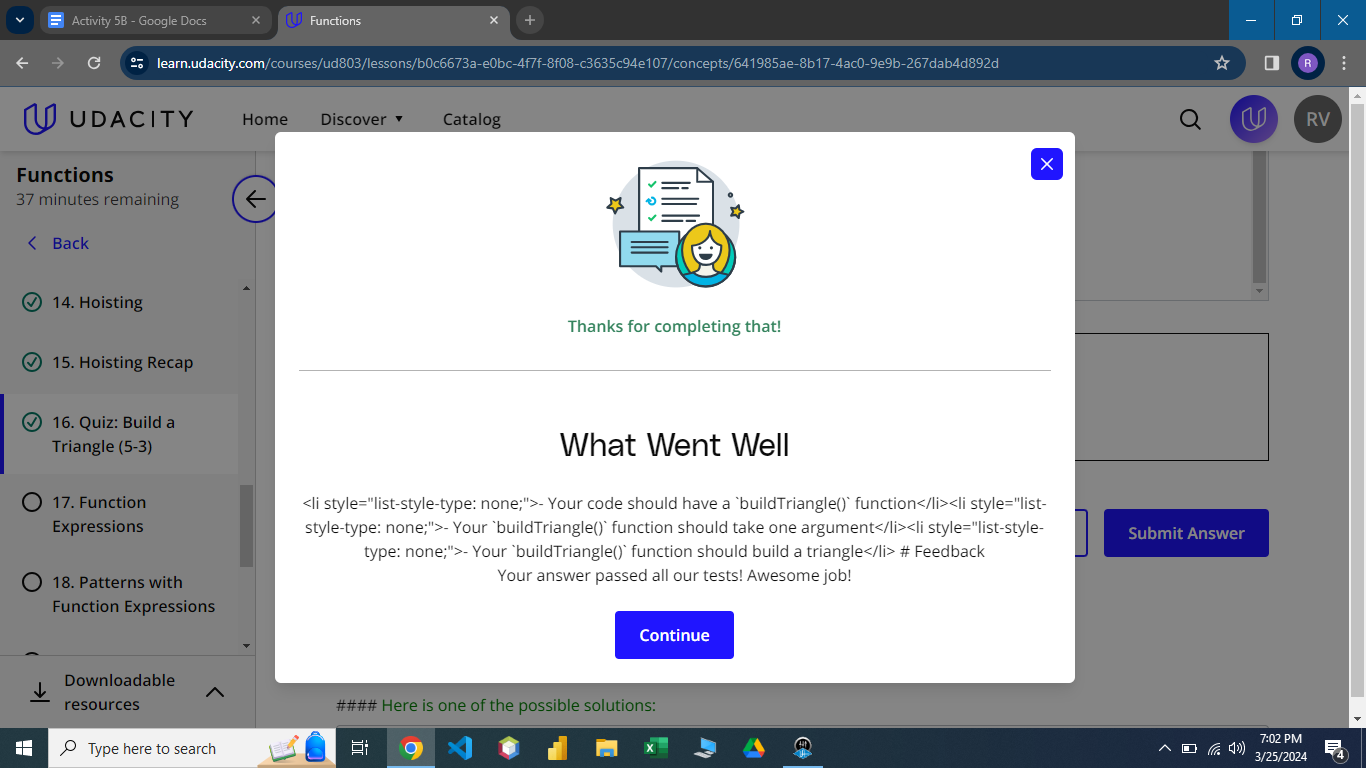 Activity 5B - Google Docs
Functions
learn.udacity.com/courses/ud803/lessons/b0c6673a-e0bc-4f7f-8f08-c3635c94e107/concepts/641985ae-8b17-4ac0-9e9b-267dab4d892d
R
UDACITY
Home
Discover
Catalog
RV
Functions
37 minutes remaining
Back
14. Hoisting
15. Hoisting Recap
16. Quiz: Build a
Triangle (5-3)
17. Function
Expressions
18. Patterns with
Function Expressions
Downloadable
resources
Thanks for completing that!
What Went Well
<li style="list-style-type: none;">- Your code should have a `buildTriangle()` function</li><li style="list-
style-type: none;">- Your `buildTriangle()` function should take one argument</li><li style="list-style-
type: none;">- Your `buildTriangle()` function should build a triangle</li> # Feedback
Your answer passed all our tests! Awesome job!
Continue
Submit Answer
#### Here is one of the possible solutions:
Type here to search
7:02 PM
3/25/2024
4